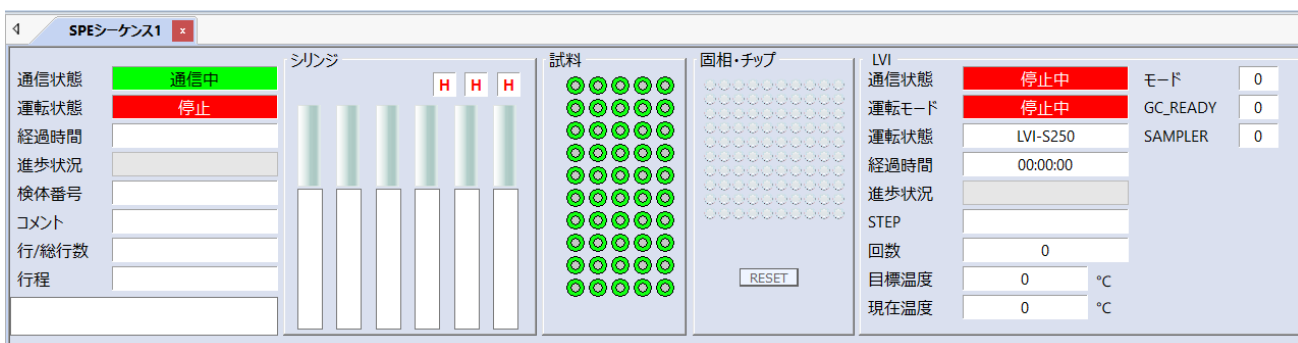 SPEシーケンス1 x
通信状態 通信中
運転状態 停止
経過時間
進歩状況
検体番号
コメント
行/総行数
行程
シリンジ
H H H
試料
固相・チップ
RESET
LVI
通信状態 停止中
運転モード 停止中
運転状態 LVI-S250
経過時間 00:00:00
進歩状況
STEP
回数 0
目標温度 0 °C
現在温度 0 °C
モード 0
GC_READY 0
SAMPLER 0